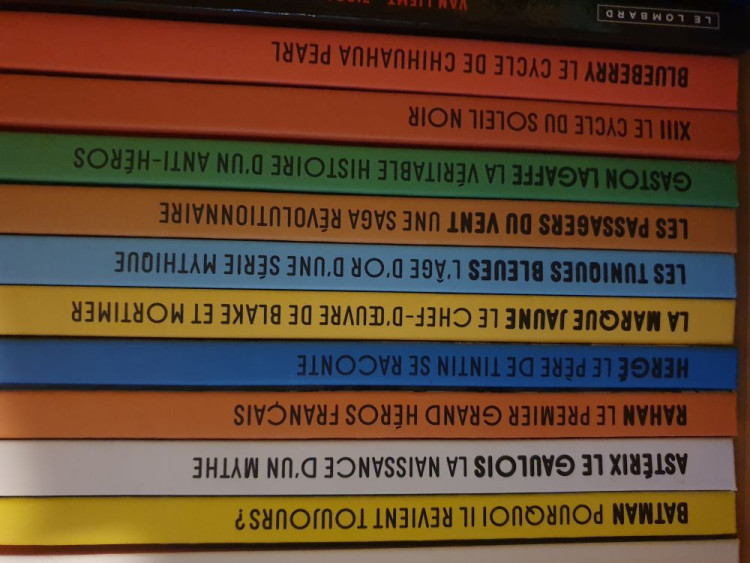 BATMAN POURQUOI IL REVIENT TOUJOURS ?
ASTÉRIX LE GAULOIS LA NAISSANCE D'UN MYTHE
RAHAN LE PREMIER GRAND HÉROS FRANÇAIS
HERGÉ LE PÈRE DE TINTIN SE RACONTE
LA MARQUE JAUNE LE CHEF-D'ŒUVRE DE BLAKE ET MORTIMER
LES TUNIQUES BLEUES L'ÂGE D'OR D'UNE SÉRIE MYTHIQUE
LES PASSAGERS DU VENT UNE SAGA RÉVOLUTIONNAIRE
GASTON LAGAFFE LA VÉRITABLE HISTOIRE D'UN ANTI-HÉROS
XIII LE CYCLE DU SOLEIL NOIR
BLUEBERRY LE CYCLE DE CHIHUAHUA PEARL
LE LOMBARD
VAN LIEMT